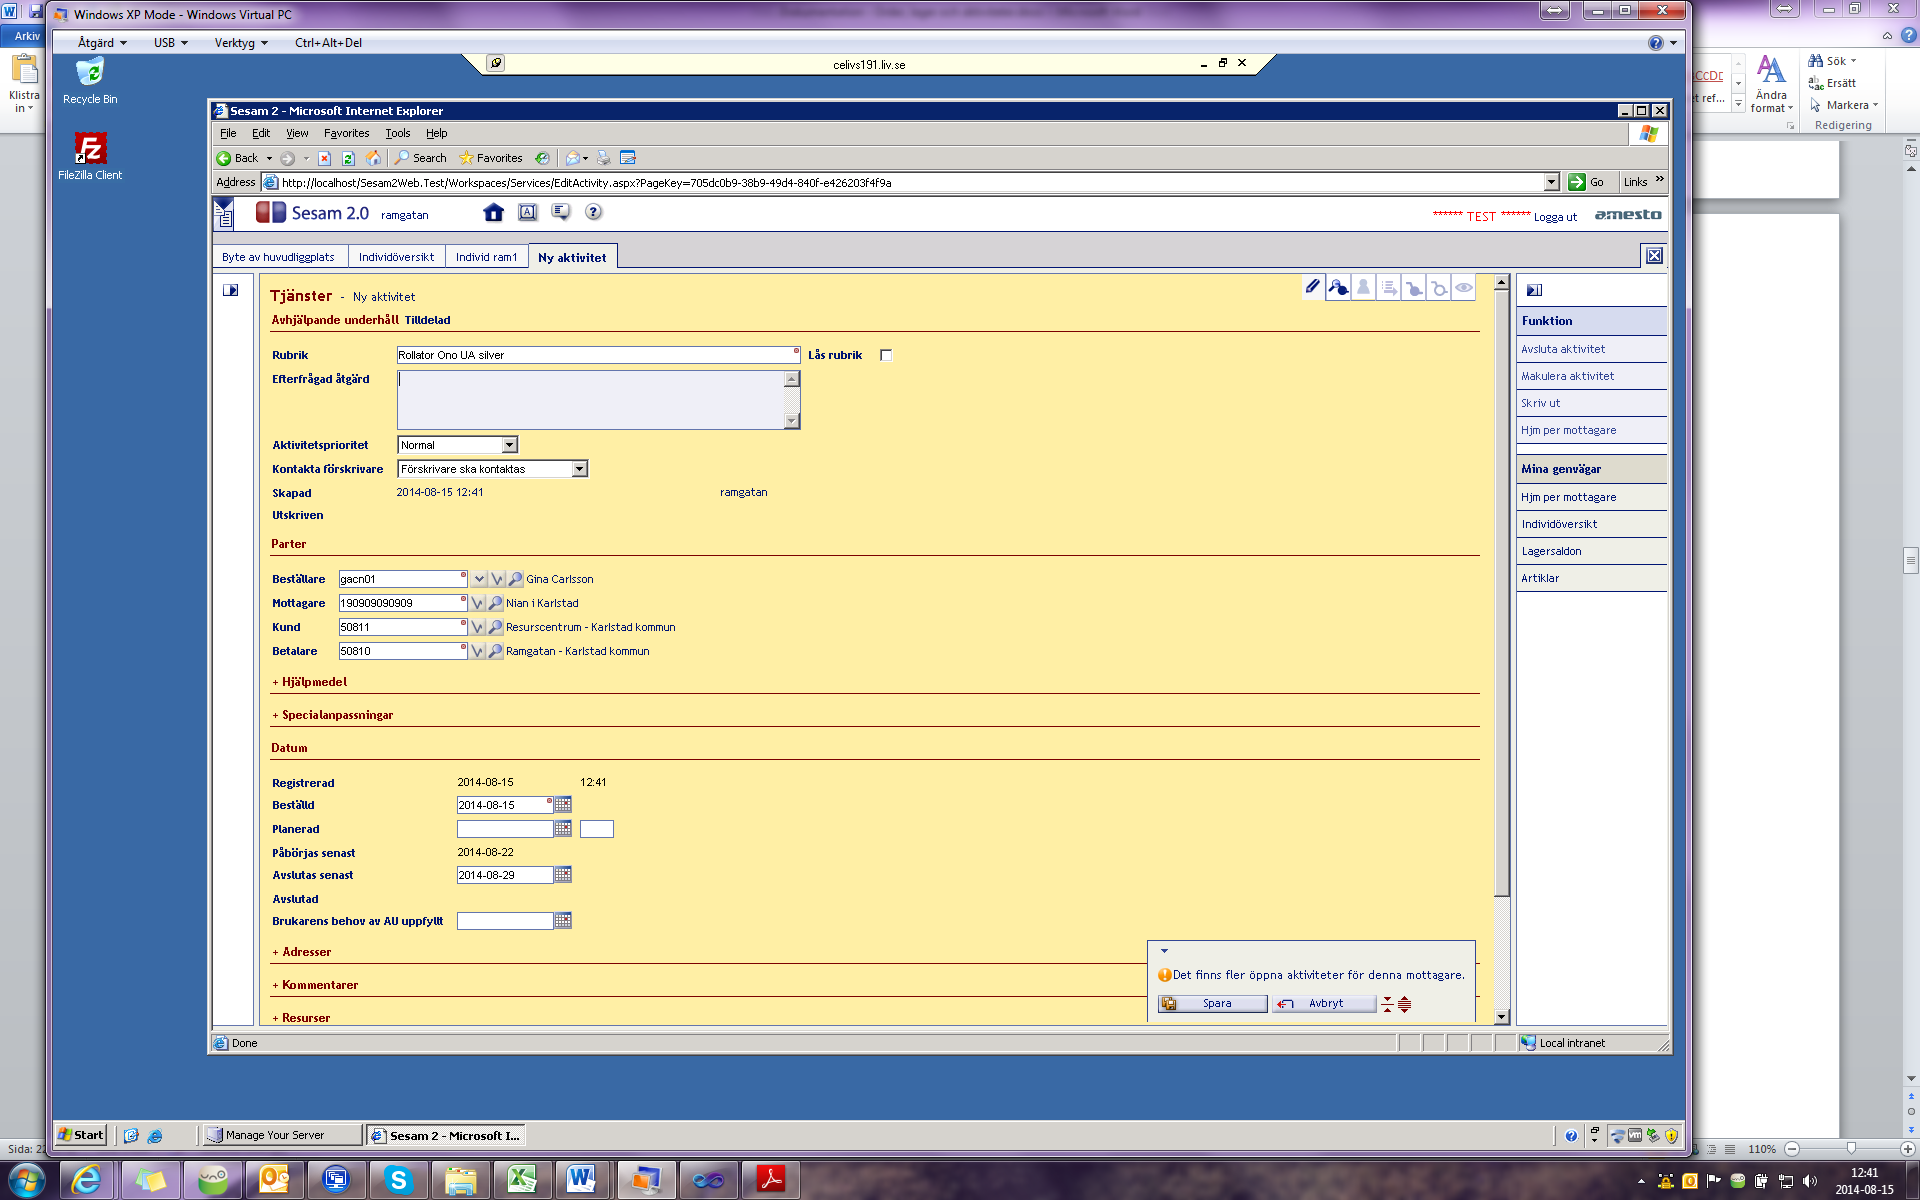 Windows XP Mode - Windows Virtual PC
Arkiv
Åtgärd USB Verktyg Ctrl+Alt+Del
Klistra in
Recycle Bin
FileZilla Client
celivs191.liv.se
Sök
Ersätt
Markera
Ändra format
Redigering
CcDc
t ref...
Sesam 2 - Microsoft Internet Explorer
File Edit View Favorites Tools Help
Back Search Favorites
Address http://localhost/Sesam2Web.Test/Workspaces/Services/EditActivity.aspx?PageKey=705dc0b9-38b9-49d4-840f-e426203f4f9a Go Links »
Sesam 2.0 ramgatan ? ****** TEST ****** Logga ut amesto
Byte av huvudliggplats Individöversikt Individ ram1 Ny aktivitet
Tjänster - Ny aktivitet
Avhjälpande underhåll Tilldelad
Rubrik Rollator Ono UA silver Lås rubrik
Efterfrågad åtgärd
Aktivitetsprioritet Normal
Kontakta förskrivare Förskrivare ska kontaktas
Skapad 2014-08-15 12:41 ramgatan
Utskriven
Parter
Beställare gacn01 Gina Carlsson
Mottagare 190909090909 Nian i Karlstad
Kund 50811 Resurscentrum - Karlstad kommun
Betalare 50810 Ramgatan - Karlstad kommun
+ Hjälpmedel
+ Specialanpassningar
Datum
Registrerad 2014-08-15 12:41
Beställd 2014-08-15
Planerad
Påbörjas senast 2014-08-22
Avslutas senast 2014-08-29
Avslutad
Brukarens behov av AU uppfyllt
+ Adresser
+ Kommentarer
+ Resurser
Det finns fler öppna aktiviteter för denna mottagare.
Spara Avbryt
Funktion
Avsluta aktivitet
Makulera aktivitet
Skriv ut
Hjm per mottagare
Mina genvägar
Hjm per mottagare
Individöversikt
Lagersaldon
Artiklar
Done Local intranet
Start Manage Your Server Sesam 2 - Microsoft I...
Sida: 22 110%
12:41
2014-08-15